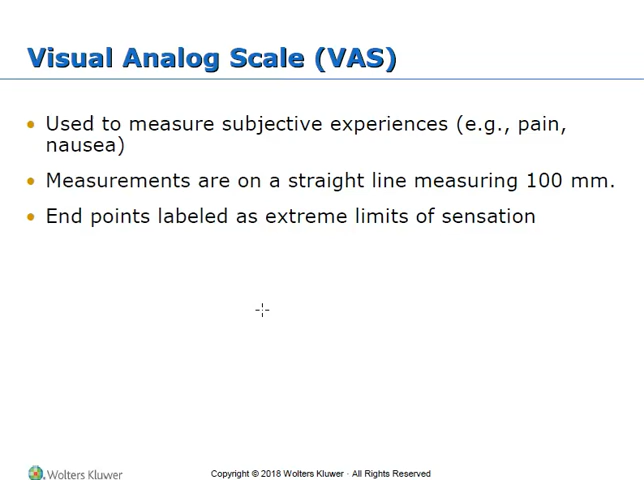 Visual Analog Scale (VAS)
• Used to measure subjective experiences (e.g., pain,
nausea)
• Measurements are on a straight line measuring 100 mm.
• End points labeled as extreme limits of sensation
Wolters Kluwer
Copyright © 2018 Wolters Kluwer · All Rights Reserved